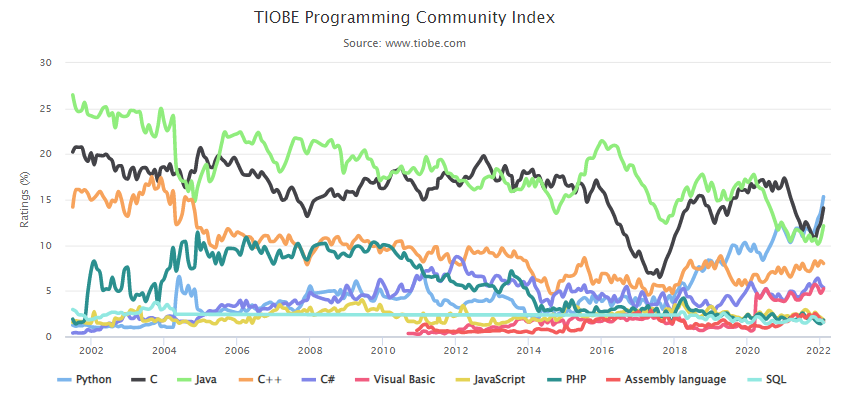 TIOBE Programming Community Index
Source: www.tiobe.com
Ratings (%)
30
25
20
15
10
5
0
2002 2004 2006 2008 2010 2012 2014 2016 2018 2020 2022
Python C Java C++ C# Visual Basic JavaScript PHP Assembly language SQL